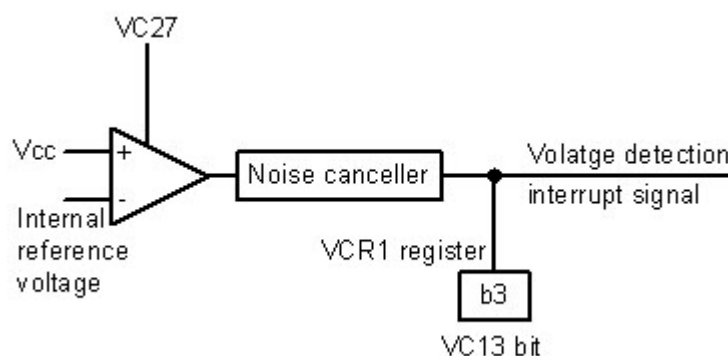 VC27
Vcc
+
-
Internal
reference
voltage
Noise canceller
Volatge detection
interrupt signal
VCR1 register
b3
VC13 bit